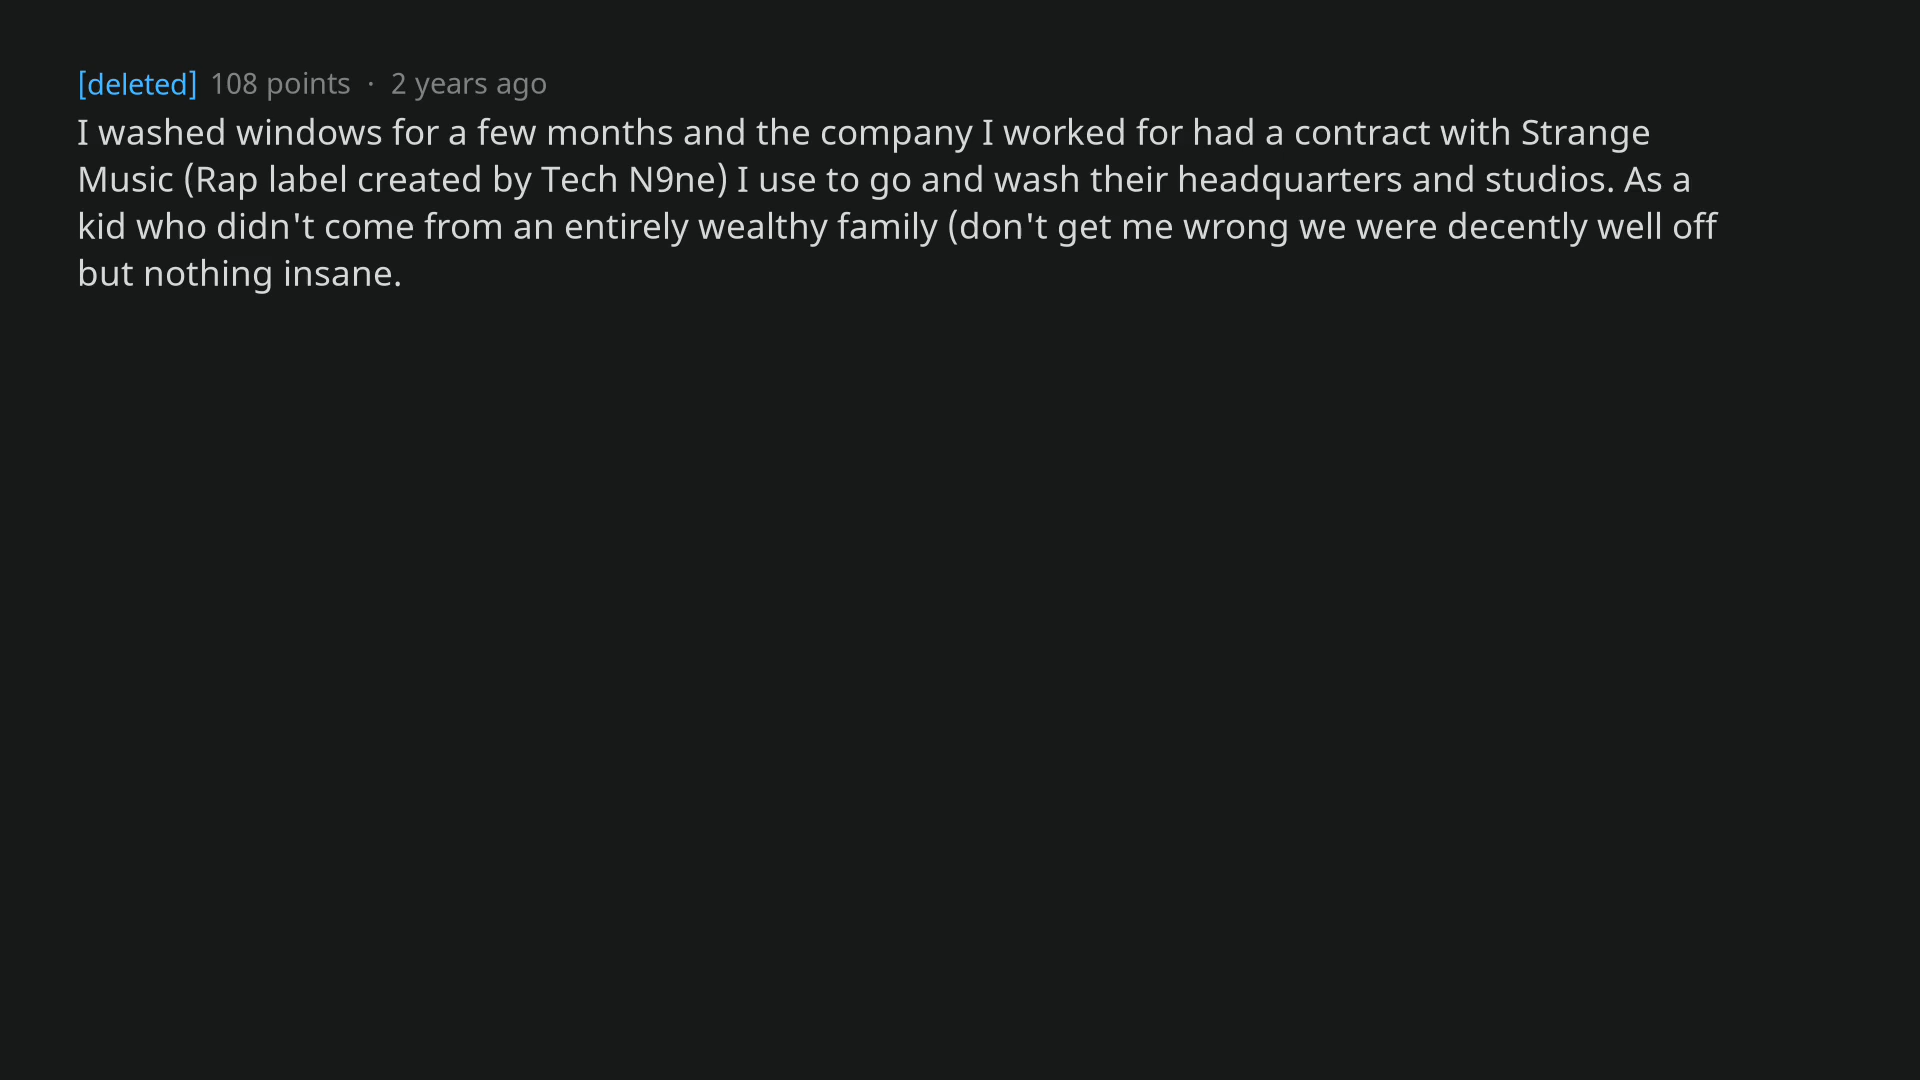 [deleted] 108 points · 2 years ago
I washed windows for a few months and the company I worked for had a contract with Strange
Music (Rap label created by Tech N9ne) I use to go and wash their headquarters and studios. As a
kid who didn't come from an entirely wealthy family (don't get me wrong we were decently well off
but nothing insane.